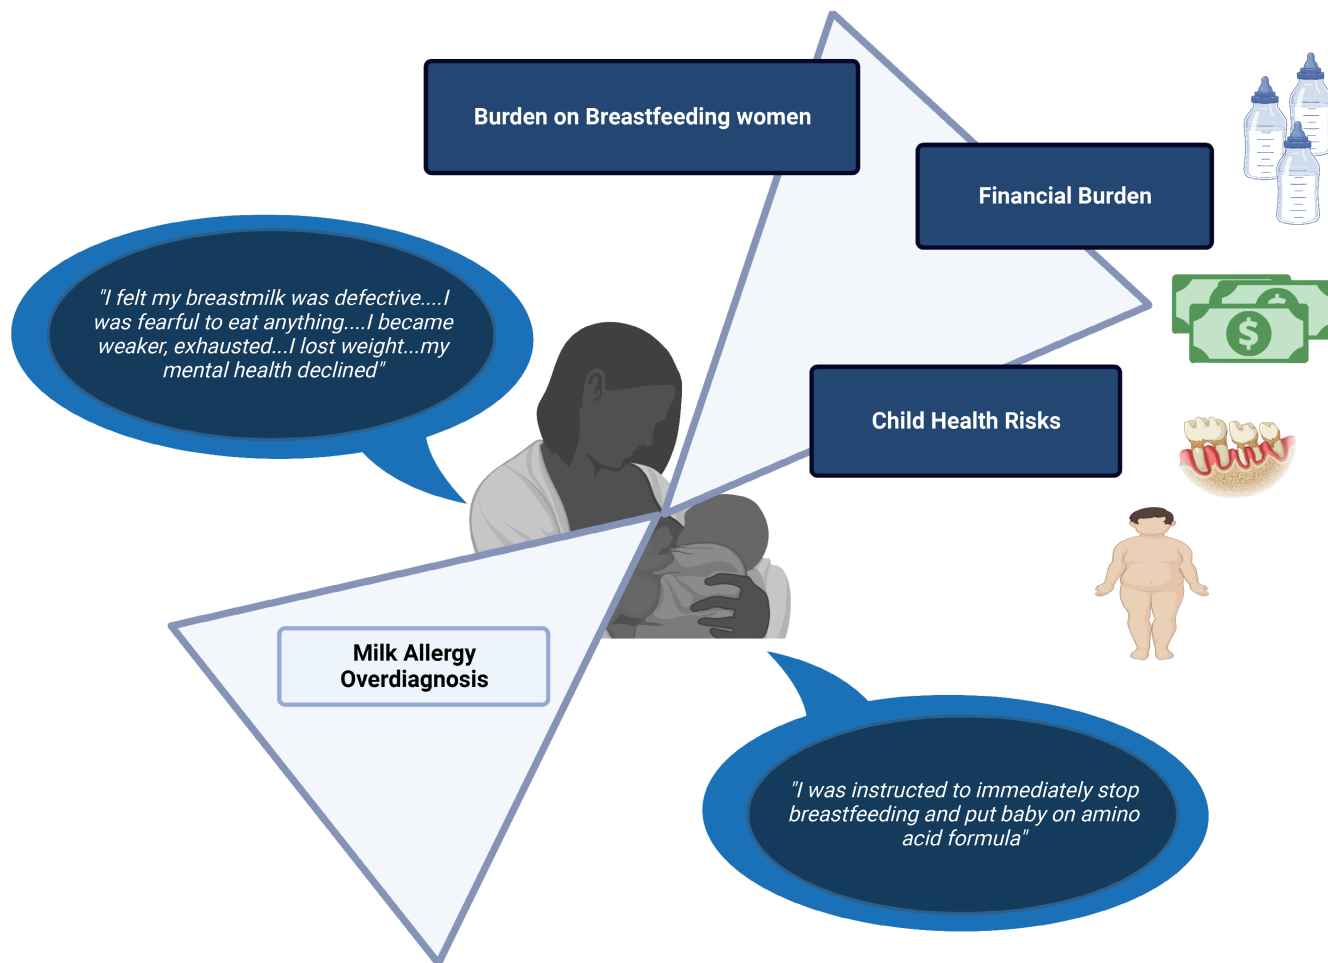 Burden on Breastfeeding women
Financial Burden
"I felt my breastmilk was defective....I
was fearful to eat anything....I became
weaker, exhausted...I lost weight...my
mental health declined"
Child Health Risks
Milk Allergy
Overdiagnosis
"I was instructed to immediately stop
breastfeeding and put baby on amino
acid formula"
$